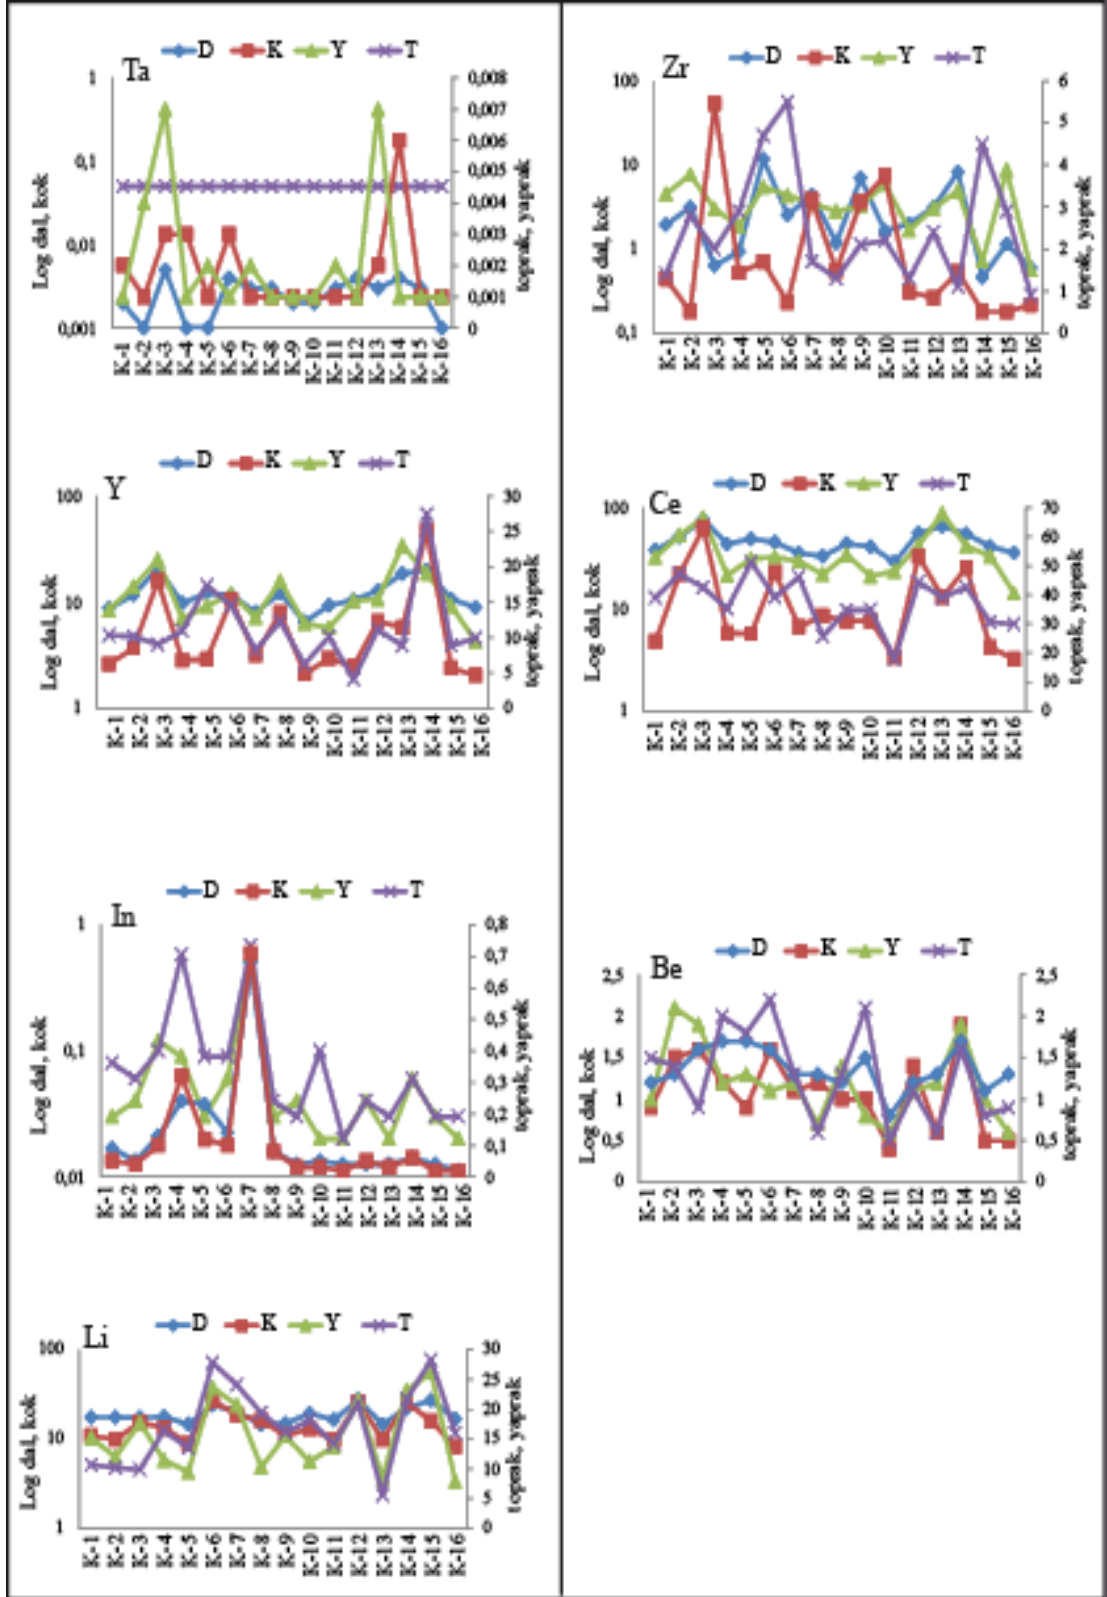 D K Y T
Ta
1
0,1
0,01
0,001
0,008
0,007
0,006
0,005
0,004
0,003
0,002
0,001
0
Log dal, kok
toprak, yaprak
K-1 K-2 K-3 K-4 K-5 K-6 K-7 K-8 K-9 K-10 K-11 K-12 K-13 K-14 K-15 K-16
D K Y T
Zr
100
10
1
0,1
6
5
4
3
2
1
0
Log dal, kok
toprak, yaprak
K-1 K-2 K-3 K-4 K-5 K-6 K-7 K-8 K-9 K-10 K-11 K-12 K-13 K-14 K-15 K-16
D K Y T
Y
100
10
1
30
25
20
15
10
5
0
Log dal, kok
toprak, yaprak
K-1 K-2 K-3 K-4 K-5 K-6 K-7 K-8 K-9 K-10 K-11 K-12 K-13 K-14 K-15 K-16
D K Y T
Ce
100
10
1
70
60
50
40
30
20
10
0
Log dal, kok
toprak, yaprak
K-1 K-2 K-3 K-4 K-5 K-6 K-7 K-8 K-9 K-10 K-11 K-12 K-13 K-14 K-15 K-16
D K Y T
In
1
0,1
0,01
0,8
0,7
0,6
0,5
0,4
0,3
0,2
0,1
0
Log dal, kok
toprak, yaprak
K-1 K-2 K-3 K-4 K-5 K-6 K-7 K-8 K-9 K-10 K-11 K-12 K-13 K-14 K-15 K-16
D K Y T
Be
2,5
2
1,5
1
0,5
0
2,5
2
1,5
1
0,5
0
Log dal, kok
toprak, yaprak
K-1 K-2 K-3 K-4 K-5 K-6 K-7 K-8 K-9 K-10 K-11 K-12 K-13 K-14 K-15 K-16
D K Y T
Li
100
10
1
30
25
20
15
10
5
0
Log dal, kok
toprak, yaprak
K-1 K-2 K-3 K-4 K-5 K-6 K-7 K-8 K-9 K-10 K-11 K-12 K-13 K-14 K-15 K-16